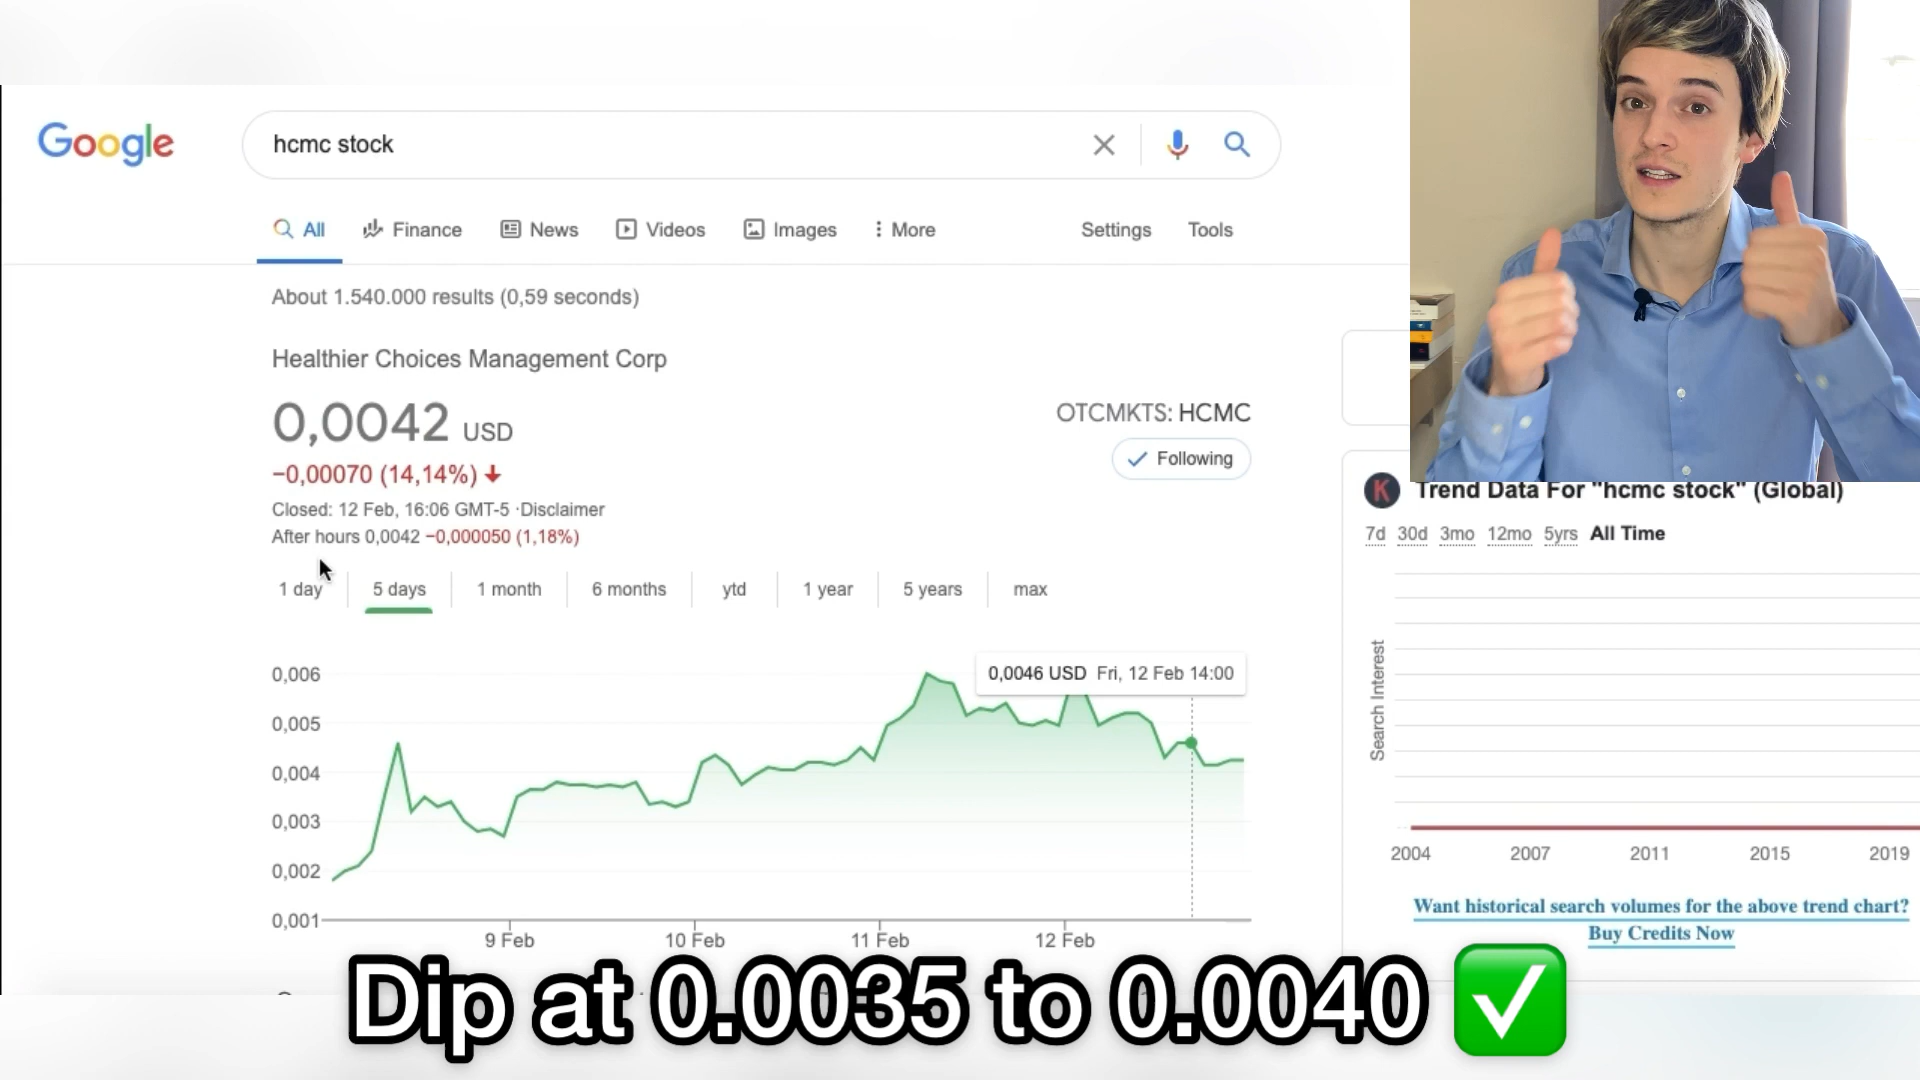 Google
hcmc stock
All Finance News Videos Images More Settings Tools
About 1.540.000 results (0,59 seconds)
Healthier Choices Management Corp
0,0042 USD
OTCMKTS: HCMC
−0,00070 (14,14%)
Following
Closed: 12 Feb, 16:06 GMT-5 ·Disclaimer
After hours 0,0042 −0,000050 (1,18%)
1 day 5 days 1 month 6 months ytd 1 year 5 years max
0,0046 USD Fri, 12 Feb 14:00
0,006
0,005
0,004
0,003
0,002
0,001
9 Feb 10 Feb 11 Feb 12 Feb
K
Trend Data For "hcmc stock" (Global)
7d 30d 3mo 12mo 5yrs All Time
Search Interest
2004 2007 2011 2015 2019
Want historical search volumes for the above trend chart?
Buy Credits Now
Dip at 0.0035 to 0.0040